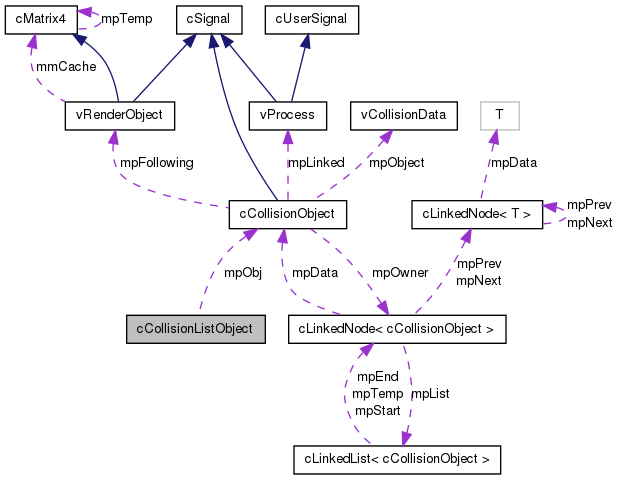 cMatrix4
mpTemp
cSignal
cUserSignal
mmCache
vRenderObject
vProcess
vCollisionData
T
mpFollowing
mpLinked
mpObject
mpData
cCollisionObject
cLinkedNode< T >
mpPrev
mpNext
mpObj
mpData
mpOwner
mpPrev
mpNext
cCollisionListObject
cLinkedNode< cCollisionObject >
mpEnd
mpTemp
mpStart
mpList
cLinkedList< cCollisionObject >